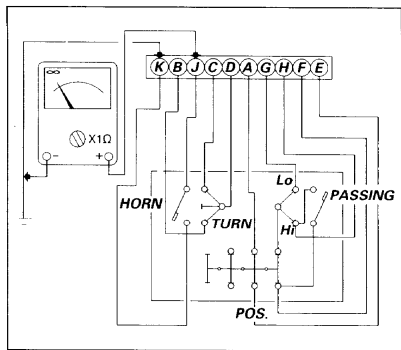 K B J C D A G H F E
∞
X1Ω
- +
Lo
HORN
PASSING
TURN
Hi
POS.